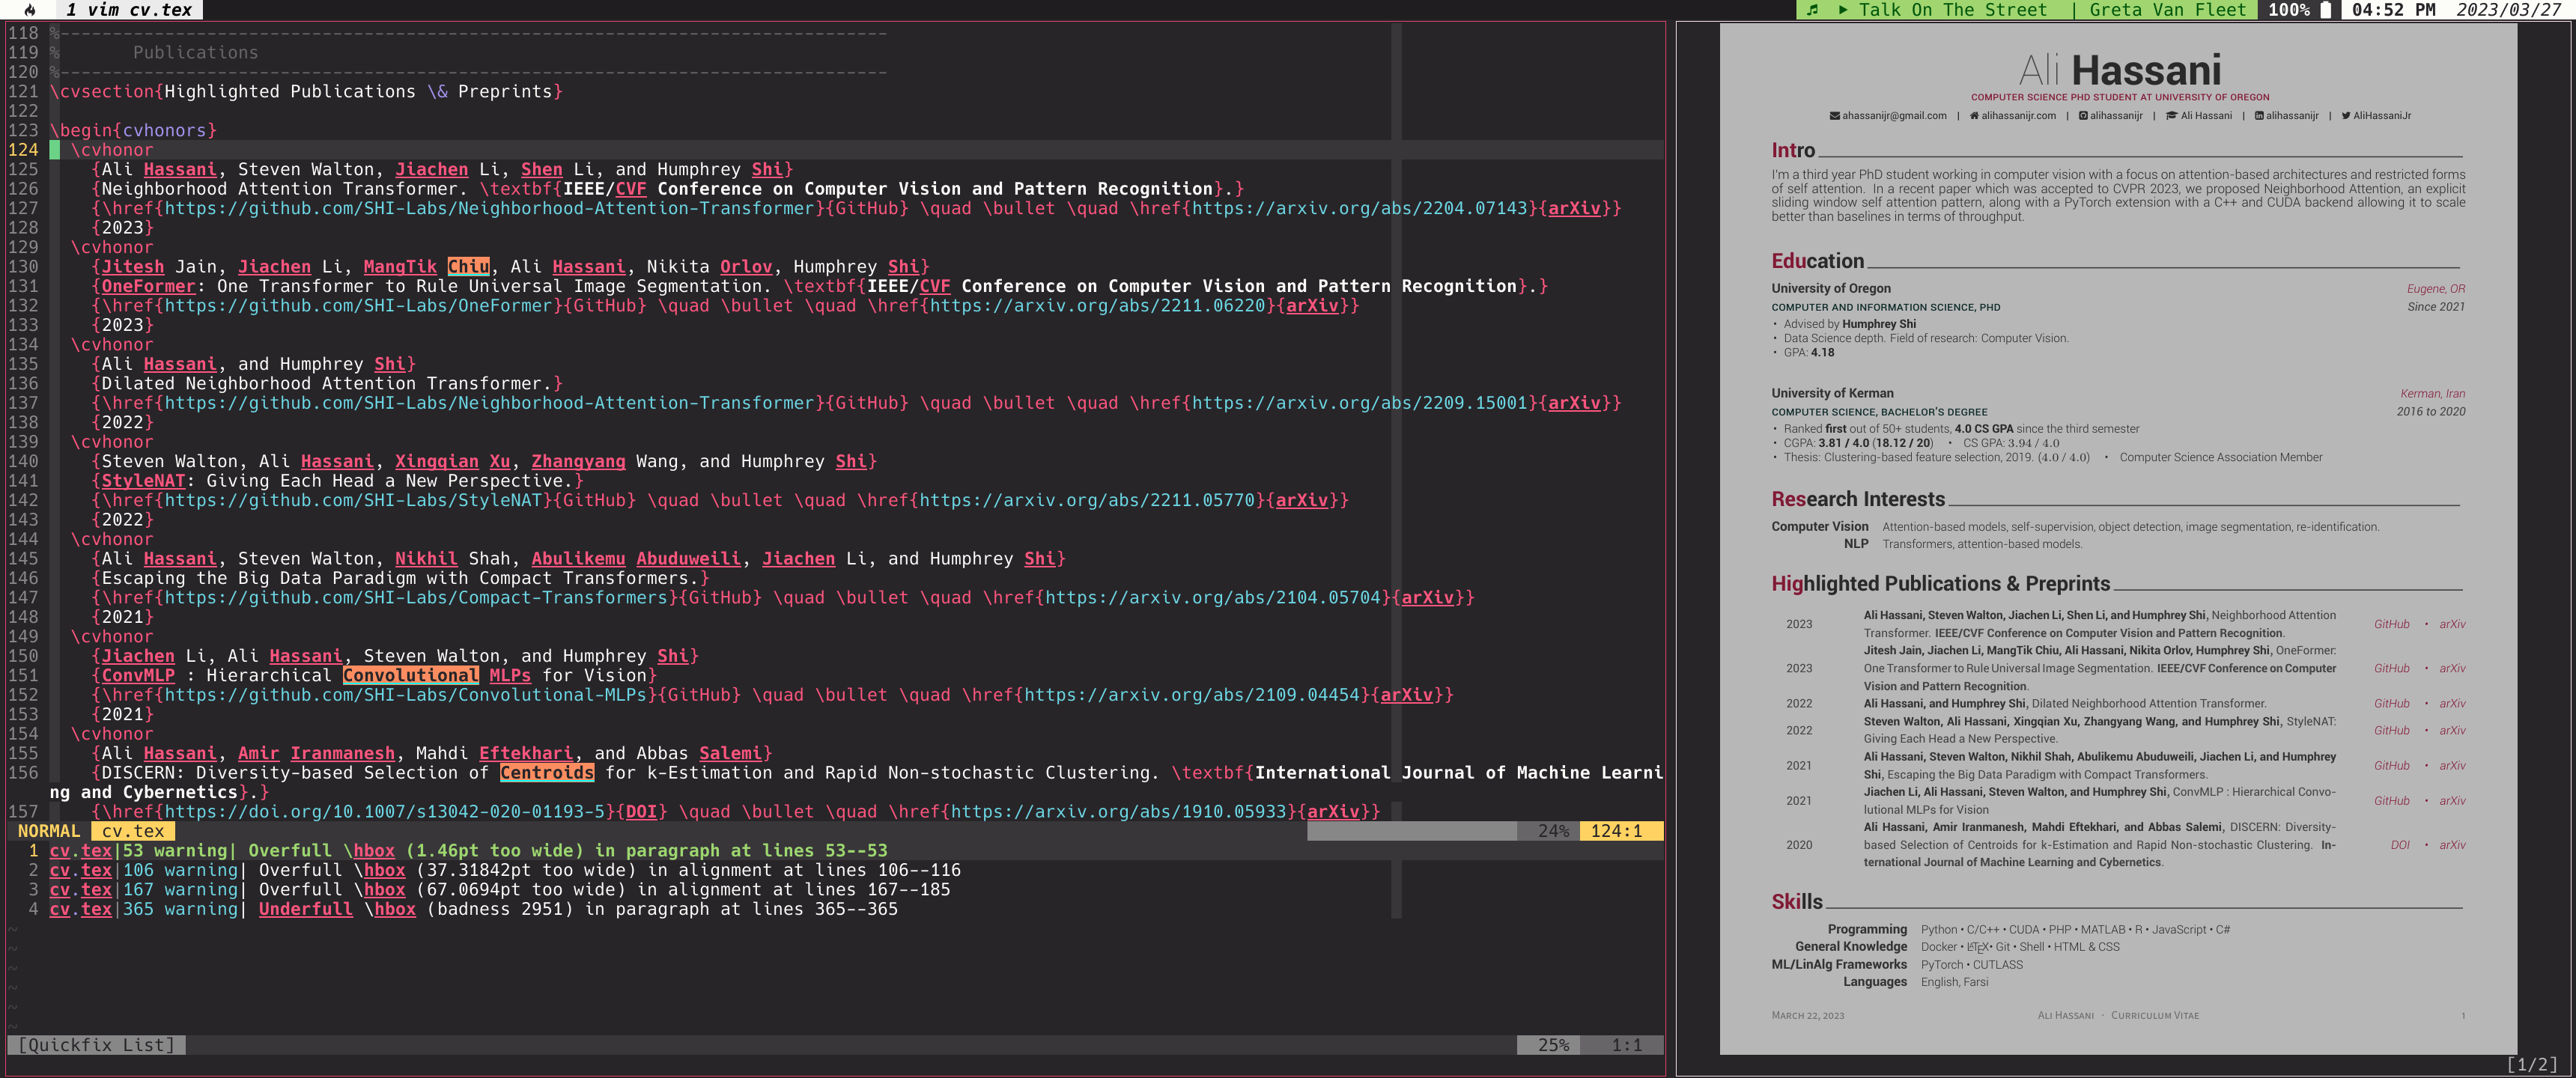 1 vim cv.tex
Talk On The Street | Greta Van Fleet 100% 04:52 PM 2023/03/27
118 %-------------------------------------------------------------------------------
119 %       Publications
120 %-------------------------------------------------------------------------------
121 \cvsection{Highlighted Publications \& Preprints}
122
123 \begin{cvhonors}
124   \cvhonor
125     {Ali Hassani, Steven Walton, Jiachen Li, Shen Li, and Humphrey Shi}
126     {Neighborhood Attention Transformer. \textbf{IEEE/CVF Conference on Computer Vision and Pattern Recognition}.}
127     {\href{https://github.com/SHI-Labs/Neighborhood-Attention-Transformer}{GitHub} \quad \bullet \quad \href{https://arxiv.org/abs/2204.07143}{arXiv}}
128     {2023}
129   \cvhonor
130     {Jitesh Jain, Jiachen Li, MangTik Chiu, Ali Hassani, Nikita Orlov, Humphrey Shi}
131     {OneFormer: One Transformer to Rule Universal Image Segmentation. \textbf{IEEE/CVF Conference on Computer Vision and Pattern Recognition}.}
132     {\href{https://github.com/SHI-Labs/OneFormer}{GitHub} \quad \bullet \quad \href{https://arxiv.org/abs/2211.06220}{arXiv}}
133     {2023}
134   \cvhonor
135     {Ali Hassani, and Humphrey Shi}
136     {Dilated Neighborhood Attention Transformer.}
137     {\href{https://github.com/SHI-Labs/Neighborhood-Attention-Transformer}{GitHub} \quad \bullet \quad \href{https://arxiv.org/abs/2209.15001}{arXiv}}
138     {2022}
139   \cvhonor
140     {Steven Walton, Ali Hassani, Xingqian Xu, Zhangyang Wang, and Humphrey Shi}
141     {StyleNAT: Giving Each Head a New Perspective.}
142     {\href{https://github.com/SHI-Labs/StyleNAT}{GitHub} \quad \bullet \quad \href{https://arxiv.org/abs/2211.05770}{arXiv}}
143     {2022}
144   \cvhonor
145     {Ali Hassani, Steven Walton, Nikhil Shah, Abulikemu Abuduweili, Jiachen Li, and Humphrey Shi}
146     {Escaping the Big Data Paradigm with Compact Transformers.}
147     {\href{https://github.com/SHI-Labs/Compact-Transformers}{GitHub} \quad \bullet \quad \href{https://arxiv.org/abs/2104.05704}{arXiv}}
148     {2021}
149   \cvhonor
150     {Jiachen Li, Ali Hassani, Steven Walton, and Humphrey Shi}
151     {ConvMLP : Hierarchical Convolutional MLPs for Vision}
152     {\href{https://github.com/SHI-Labs/Convolutional-MLPs}{GitHub} \quad \bullet \quad \href{https://arxiv.org/abs/2109.04454}{arXiv}}
153     {2021}
154   \cvhonor
155     {Ali Hassani, Amir Iranmanesh, Mahdi Eftekhari, and Abbas Salemi}
156     {DISCERN: Diversity-based Selection of Centroids for k-Estimation and Rapid Non-stochastic Clustering. \textbf{International Journal of Machine Learni
ng and Cybernetics}.}
157     {\href{https://doi.org/10.1007/s13042-020-01193-5}{DOI} \quad \bullet \quad \href{https://arxiv.org/abs/1910.05933}{arXiv}}
NORMAL cv.tex 24% 124:1
1 cv.tex|53 warning| Overfull \hbox (1.46pt too wide) in paragraph at lines 53--53
2 cv.tex|106 warning| Overfull \hbox (37.31842pt too wide) in alignment at lines 106--116
3 cv.tex|167 warning| Overfull \hbox (67.0694pt too wide) in alignment at lines 167--185
4 cv.tex|365 warning| Underfull \hbox (badness 2951) in paragraph at lines 365--365
~
~
~
~
~
~
[Quickfix List] 25% 1:1
Ali Hassani
COMPUTER SCIENCE PHD STUDENT AT UNIVERSITY OF OREGON
ahassanijr@gmail.com | alihassanijr.com | alihassanijr | Ali Hassani | alihassanijr | AliHassaniJr
Intro
I'm a third year PhD student working in computer vision with a focus on attention-based architectures and restricted forms
of self attention. In a recent paper which was accepted to CVPR 2023, we proposed Neighborhood Attention, an explicit
sliding window self attention pattern, along with a PyTorch extension with a C++ and CUDA backend allowing it to scale
better than baselines in terms of throughput.
Education
University of Oregon Eugene, OR
COMPUTER AND INFORMATION SCIENCE, PHD Since 2021
• Advised by Humphrey Shi
• Data Science depth. Field of research: Computer Vision.
• GPA: 4.18
University of Kerman Kerman, Iran
COMPUTER SCIENCE, BACHELOR'S DEGREE 2016 to 2020
• Ranked first out of 50+ students, 4.0 CS GPA since the third semester
• CGPA: 3.81 / 4.0 (18.12 / 20) • CS GPA: 3.94 / 4.0
• Thesis: Clustering-based feature selection, 2019. (4.0 / 4.0) • Computer Science Association Member
Research Interests
Computer Vision Attention-based models, self-supervision, object detection, image segmentation, re-identification.
NLP Transformers, attention-based models.
Highlighted Publications & Preprints
Ali Hassani, Steven Walton, Jiachen Li, Shen Li, and Humphrey Shi, Neighborhood Attention
2023 Transformer. IEEE/CVF Conference on Computer Vision and Pattern Recognition. GitHub • arXiv
Jitesh Jain, Jiachen Li, MangTik Chiu, Ali Hassani, Nikita Orlov, Humphrey Shi, OneFormer:
2023 One Transformer to Rule Universal Image Segmentation. IEEE/CVF Conference on Computer GitHub • arXiv
Vision and Pattern Recognition.
2022 Ali Hassani, and Humphrey Shi, Dilated Neighborhood Attention Transformer. GitHub • arXiv
Steven Walton, Ali Hassani, Xingqian Xu, Zhangyang Wang, and Humphrey Shi, StyleNAT:
2022 Giving Each Head a New Perspective. GitHub • arXiv
Ali Hassani, Steven Walton, Nikhil Shah, Abulikemu Abuduweili, Jiachen Li, and Humphrey
2021 Shi, Escaping the Big Data Paradigm with Compact Transformers. GitHub • arXiv
Jiachen Li, Ali Hassani, Steven Walton, and Humphrey Shi, ConvMLP : Hierarchical Convo-
2021 lutional MLPs for Vision GitHub • arXiv
Ali Hassani, Amir Iranmanesh, Mahdi Eftekhari, and Abbas Salemi, DISCERN: Diversity-
2020 based Selection of Centroids for k-Estimation and Rapid Non-stochastic Clustering. In- DOI • arXiv
ternational Journal of Machine Learning and Cybernetics.
Skills
Programming Python • C/C++ • CUDA • PHP • MATLAB • R • JavaScript • C#
General Knowledge Docker • LATEX • Git • Shell • HTML & CSS
ML/LinAlg Frameworks PyTorch • CUTLASS
Languages English, Farsi
MARCH 22, 2023 ALI HASSANI · CURRICULUM VITAE 1
[1/2]